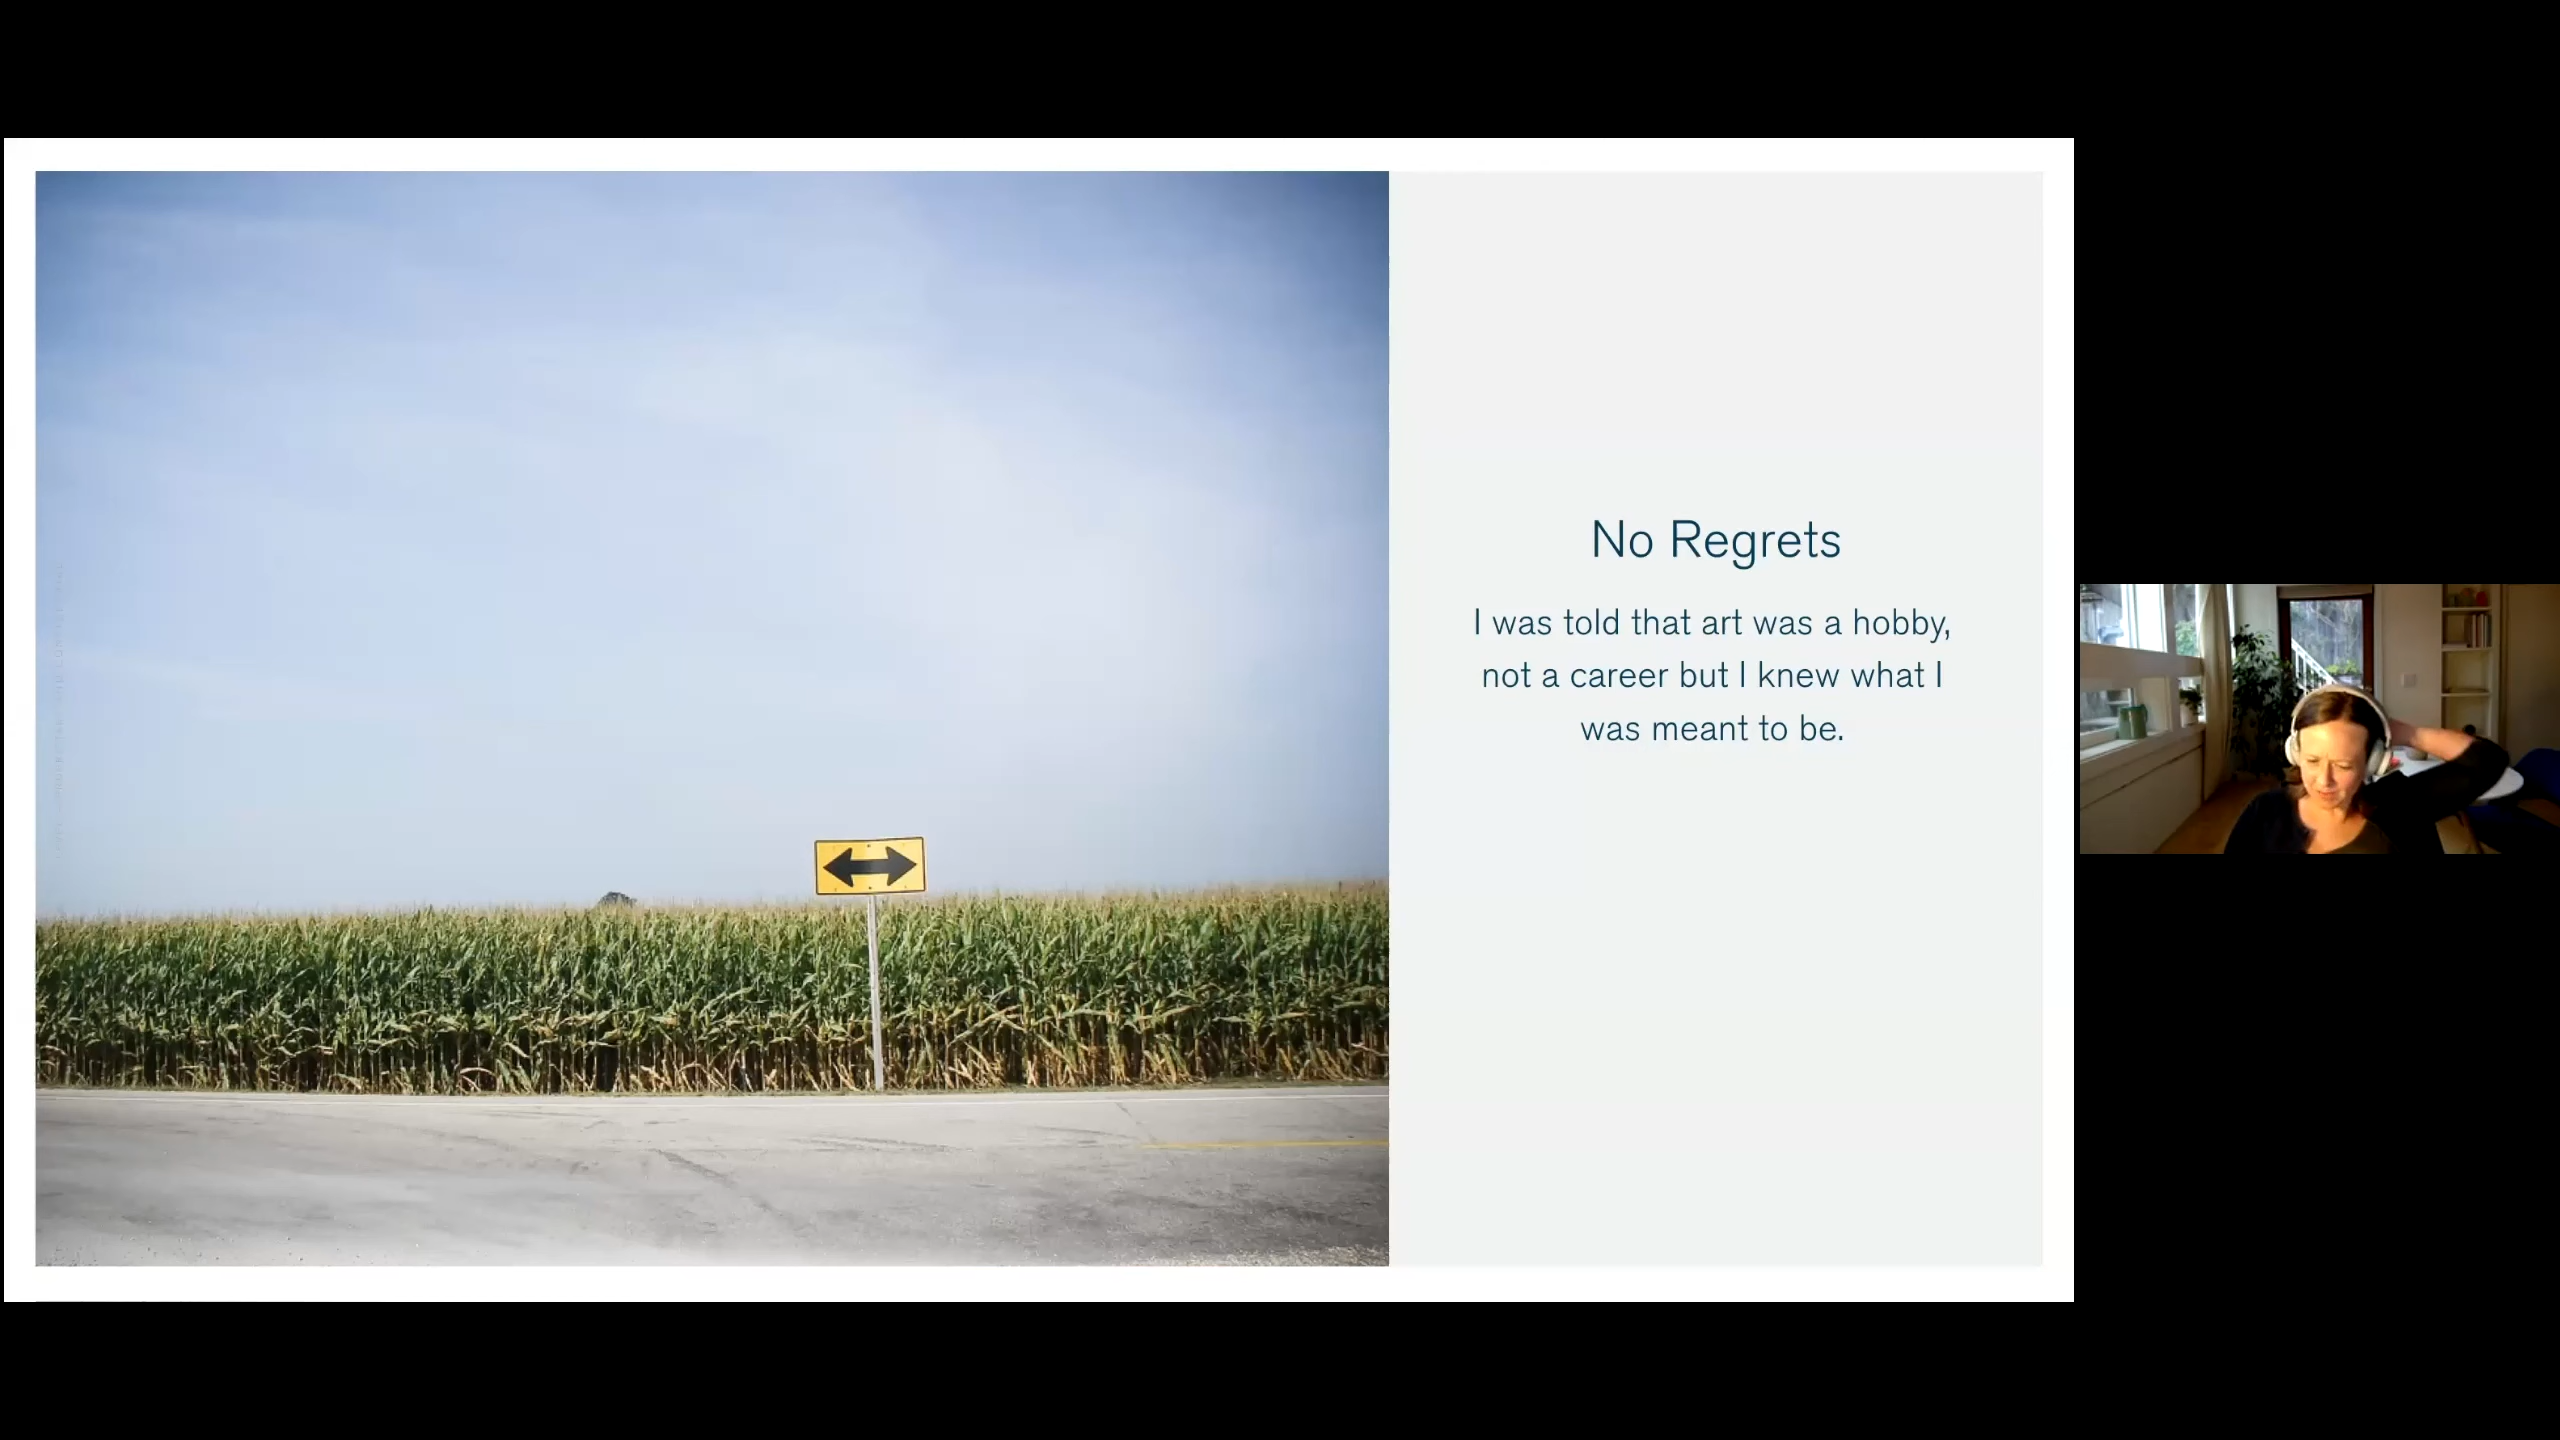 No Regrets
I was told that art was a hobby,
not a career but I knew what I
was meant to be.